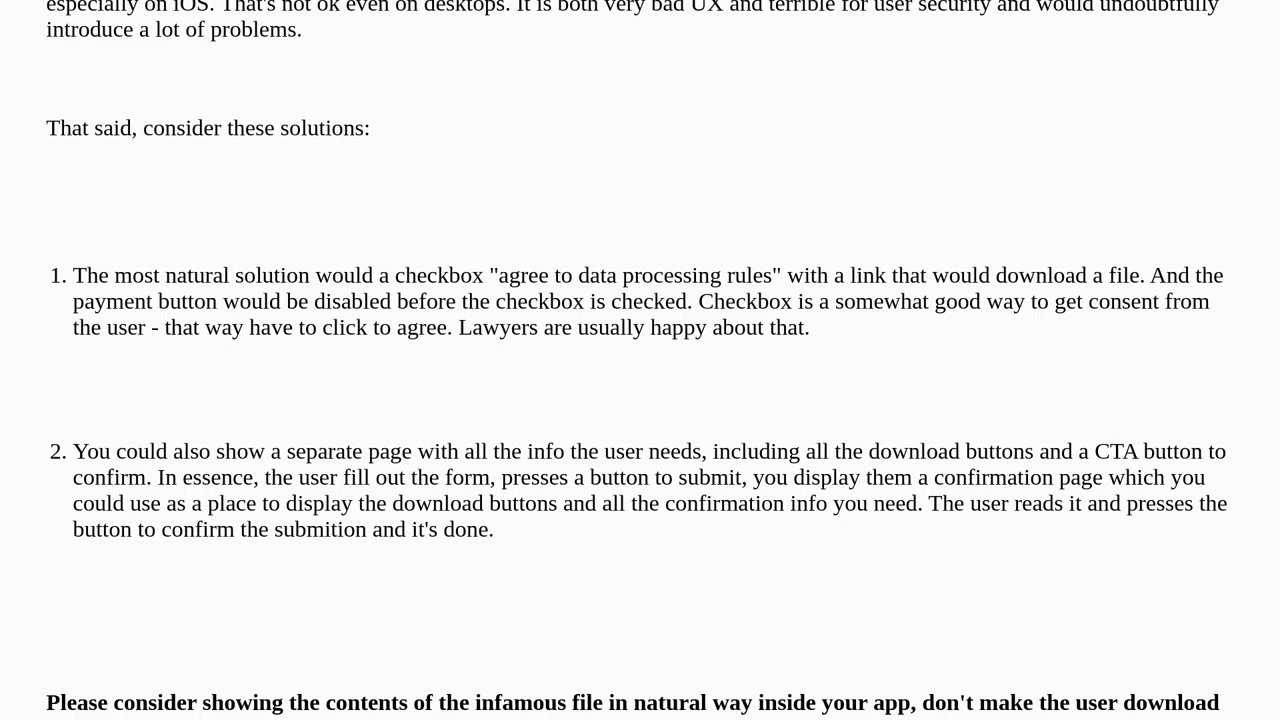 especially on iOS. That's not ok even on desktops. It is both very bad UX and terrible for user security and would undoubtfully
introduce a lot of problems.
That said, consider these solutions:
1. The most natural solution would a checkbox "agree to data processing rules" with a link that would download a file. And the
payment button would be disabled before the checkbox is checked. Checkbox is a somewhat good way to get consent from
the user - that way have to click to agree. Lawyers are usually happy about that.
2. You could also show a separate page with all the info the user needs, including all the download buttons and a CTA button to
confirm. In essence, the user fill out the form, presses a button to submit, you display them a confirmation page which you
could use as a place to display the download buttons and all the confirmation info you need. The user reads it and presses the
button to confirm the submition and it's done.
Please consider showing the contents of the infamous file in natural way inside your app, don't make the user download